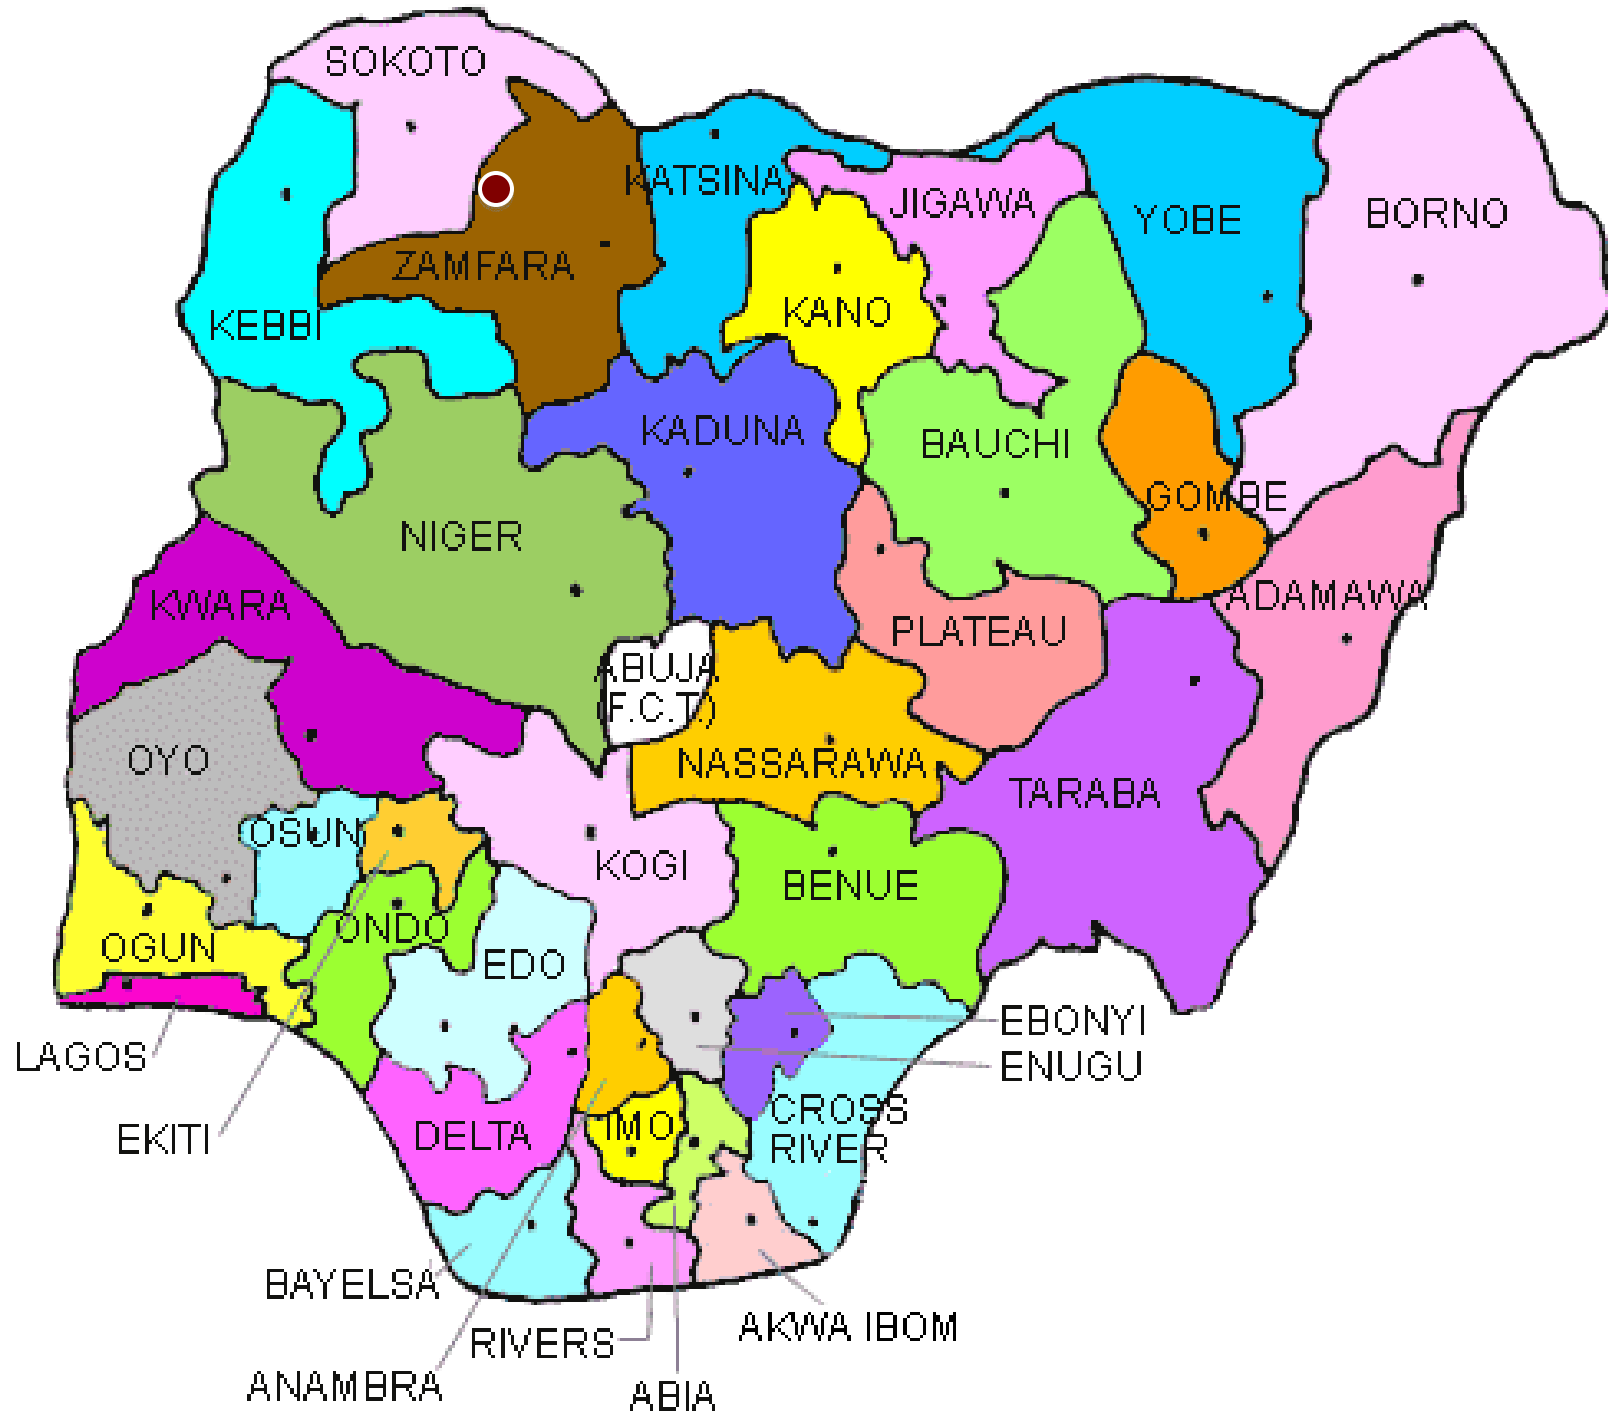 SOKOTO
KATSINA
JIGAWA
YOBE
BORNO
ZAMFARA
KEBBI
KANO
KADUNA
BAUCHI
GOMBE
NIGER
KWARA
ADAMAWA
PLATEAU
ABUJA
(F.C.T.)
OYO
NASSARAWA
TARABA
OSUN
KOGI
BENUE
ONDO
OGUN
EDO
EBONYI
LAGOS
ENUGU
CROSS
RIVER
EKITI
DELTA
IMO
BAYELSA
RIVERS
AKWA IBOM
ANAMBRA
ABIA